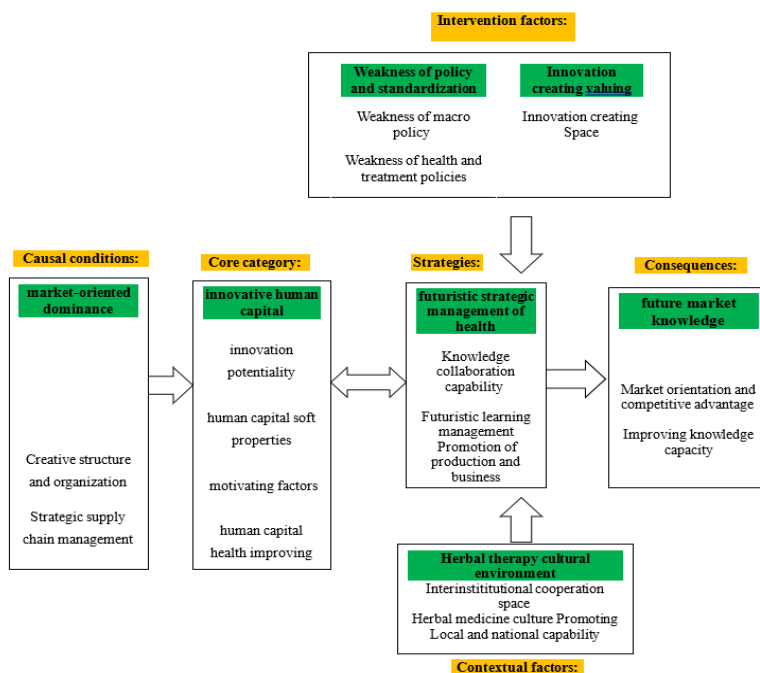 Intervention factors:
Weakness of policy
and standardization
Weakness of macro
policy
Weakness of health and
treatment policies
Innovation
creating valuing
Innovation creating
Space
Causal conditions:
market-oriented
dominance
Creative structure
and organization
Strategic supply
chain management
Core category:
innovative human
capital
innovation
potentiality
human capital soft
properties
motivating factors
human capital
health improving
Strategies:
futuristic strategic
management of
health
Knowledge
collaboration
capability
Futuristic learning
management
Promotion of
production and
business
Consequences:
future market
knowledge
Market orientation and
competitive advantage
Improving knowledge
capacity
Herbal therapy cultural
environment
Interinstititutional cooperation
space
Herbal medicine culture Promoting
Local and national capability
Contextual factors: